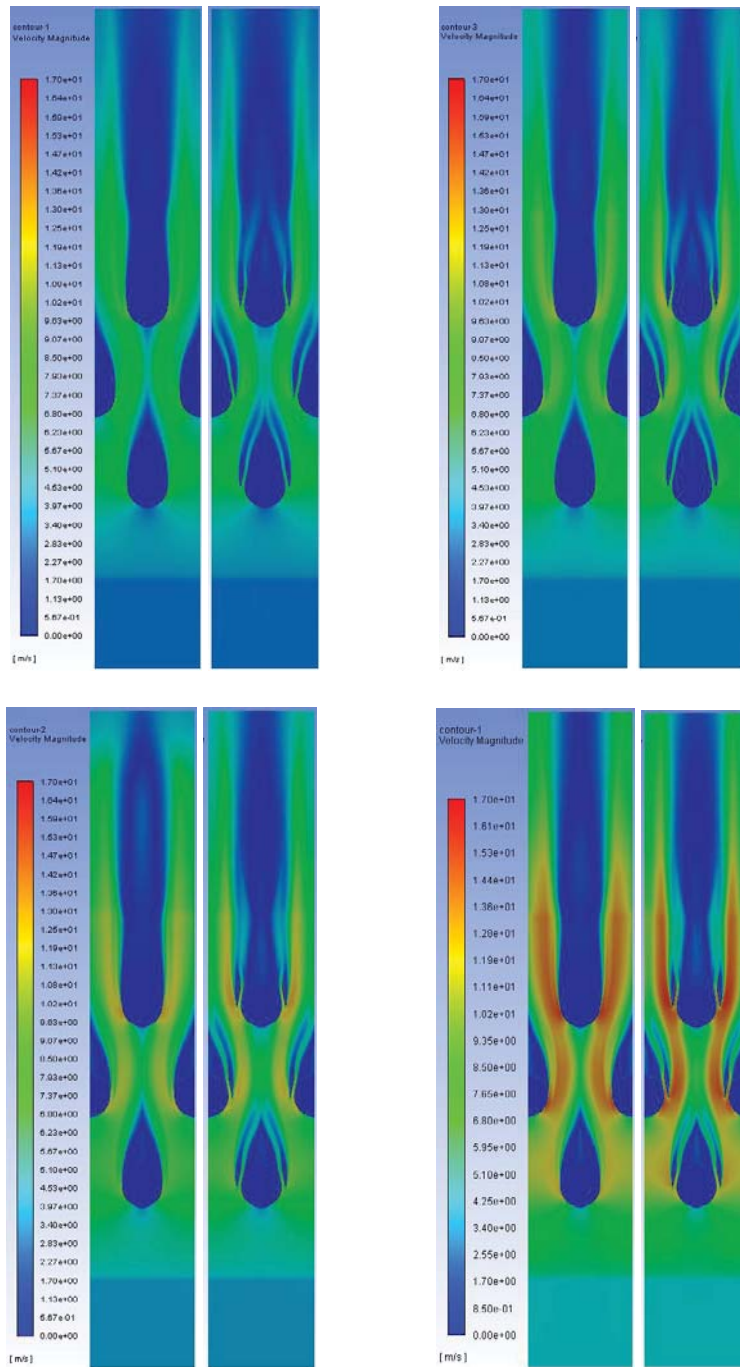 contour-1
Velocity Magnitude
1.70e+01
1.64e+01
1.59e+01
1.53e+01
1.47e+01
1.42e+01
1.36e+01
1.30e+01
1.25e+01
1.19e+01
1.13e+01
1.02e+01
9.63e+00
9.07e+00
8.50e+00
7.93e+00
7.37e+00
6.80e+00
6.23e+00
5.67e+00
5.10e+00
4.53e+00
3.97e+00
3.40e+00
2.83e+00
2.27e+00
1.70e+00
1.13e+00
5.67e-01
0.00e+00
[ m/s ]
contour-3
Velocity Magnitude
1.70e+01
1.64e+01
1.59e+01
1.53e+01
1.47e+01
1.42e+01
1.36e+01
1.30e+01
1.25e+01
1.19e+01
1.13e+01
1.08e+01
1.02e+01
9.63e+00
9.07e+00
8.50e+00
7.93e+00
7.37e+00
6.80e+00
6.23e+00
5.67e+00
5.10e+00
4.53e+00
3.97e+00
3.40e+00
2.83e+00
2.27e+00
1.70e+00
1.13e+00
5.67e-01
0.00e+00
[ m/s ]
contour-2
Velocity Magnitude
1.70e+01
1.64e+01
1.59e+01
1.53e+01
1.47e+01
1.42e+01
1.36e+01
1.30e+01
1.25e+01
1.19e+01
1.13e+01
1.08e+01
1.02e+01
9.63e+00
9.07e+00
8.50e+00
7.93e+00
7.37e+00
6.80e+00
6.23e+00
5.67e+00
5.10e+00
4.53e+00
3.97e+00
3.40e+00
2.83e+00
2.27e+00
1.70e+00
1.13e+00
5.67e-01
0.00e+00
[ m/s ]
contour-1
Velocity Magnitude
1.70e+01
1.61e+01
1.53e+01
1.44e+01
1.36e+01
1.28e+01
1.19e+01
1.11e+01
1.02e+01
9.35e+00
8.50e+00
7.65e+00
6.80e+00
5.95e+00
5.10e+00
4.25e+00
3.40e+00
2.55e+00
1.70e+00
8.50e-01
0.00e+00
[ m/s ]